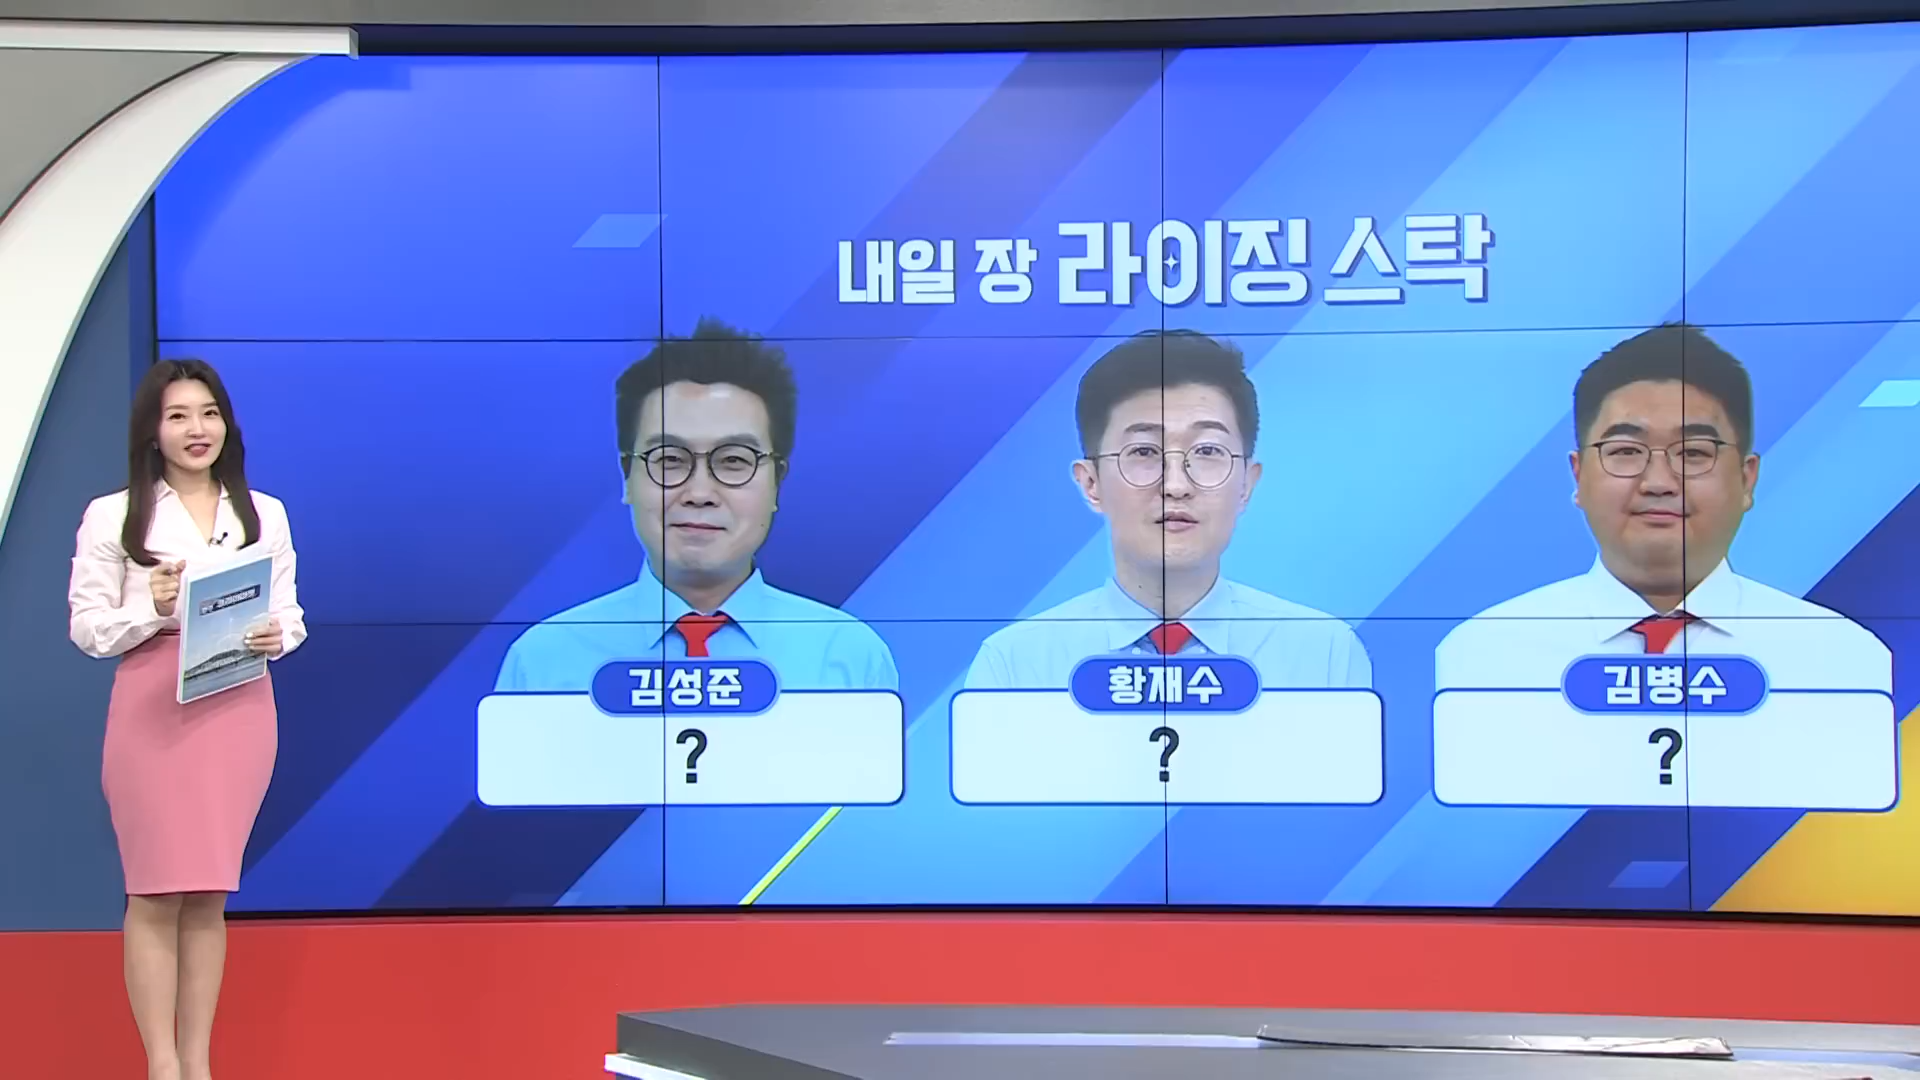 내일 장 라이징 스탁
김성준
황재수
김병수
?
?
?